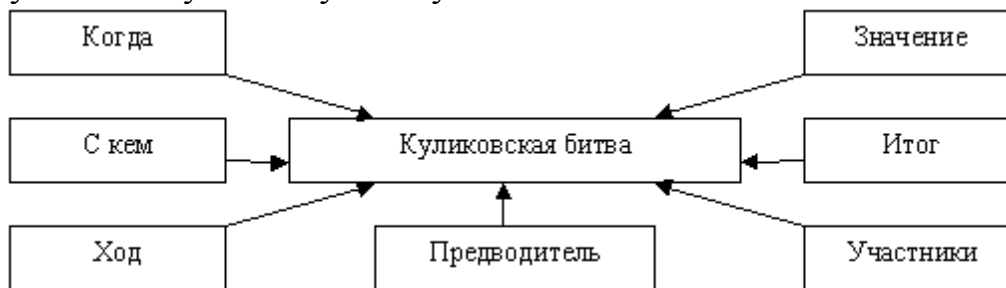 Когда
Значение
С кем
Куликовская битва
Итог
Ход
Предводитель
Участники